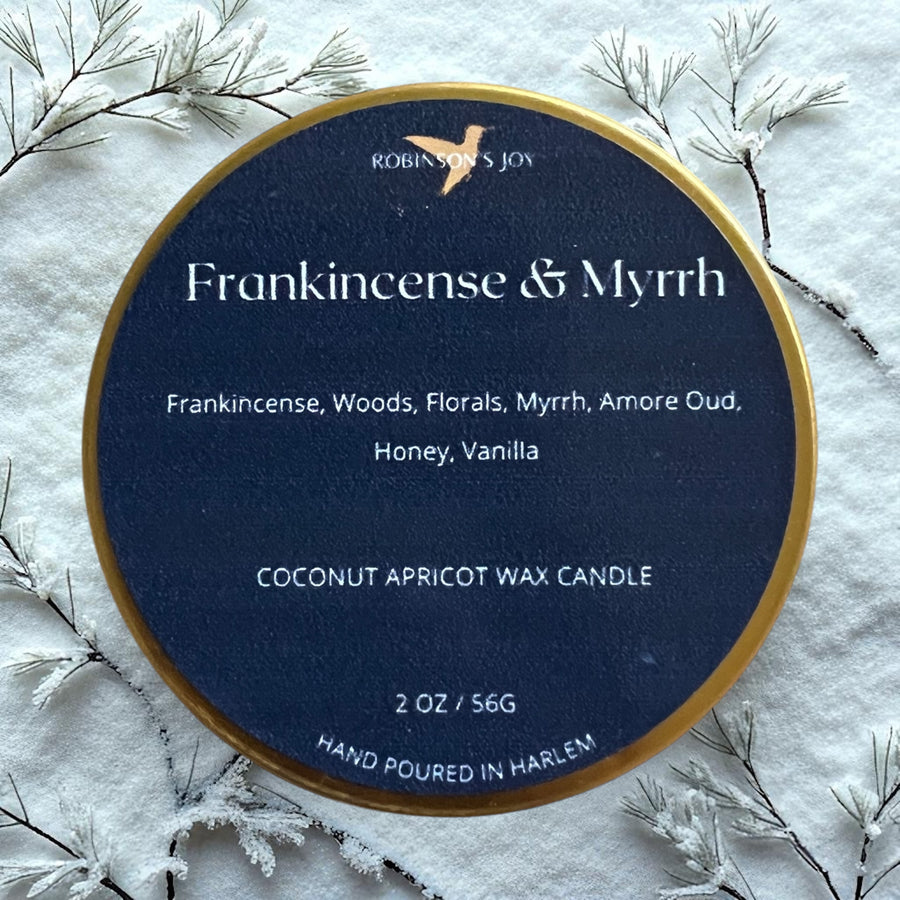 ROBINSON'S JOY
Frankincense & Myrrh
Frankincense, Woods, Florals, Myrrh, Amore Oud,
Honey, Vanilla
COCONUT APRICOT WAX CANDLE
2 OZ / 56G
HAND POURED IN HARLEM